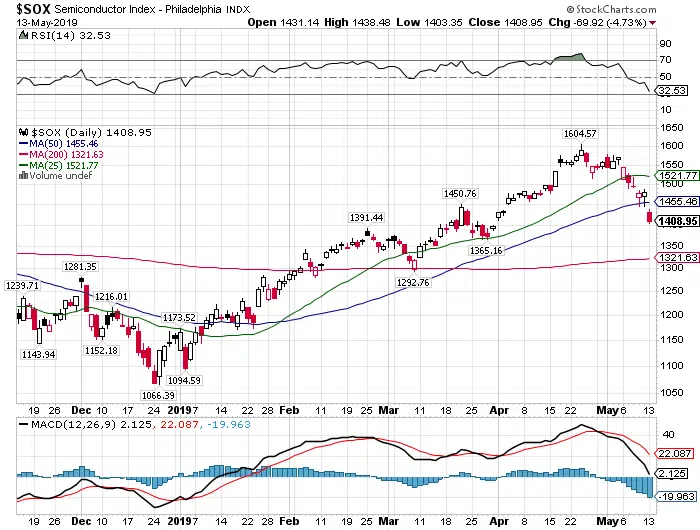 $SOX Semiconductor Index - Philadelphia INDX
© StockCharts.com
13-May-2019
Open 1431.14 High 1438.48 Low 1403.35 Close 1408.95 Chg -69.92 (-4.73%)
RSI(14) 32.53
90
70
50
32.53
30
10
$SOX (Daily) 1408.95
MA(50) 1455.46
MA(200) 1321.63
MA(25) 1521.77
Volume undef
1650
1600
1550
1521.77
1500
1455.46
1408.95
1350
1321.63
1300
1250
1200
1150
1100
1050
1604.57
1450.76
1391.44
1365.16
1292.76
1281.35
1239.71
1216.01
1173.52
1143.94
1152.18
1094.59
1066.39
19 26 Dec 10 17 24 2019 7 14 22 28 Feb 11 19 25 Mar 11 18 25 Apr 8 15 22 May 6 13
MACD(12,26,9) 2.125, 22.087, -19.963
40
22.087
2.125
-19.963
19 26 Dec 10 17 24 2019 7 14 22 28 Feb 11 19 25 Mar 11 18 25 Apr 8 15 22 May 6 13